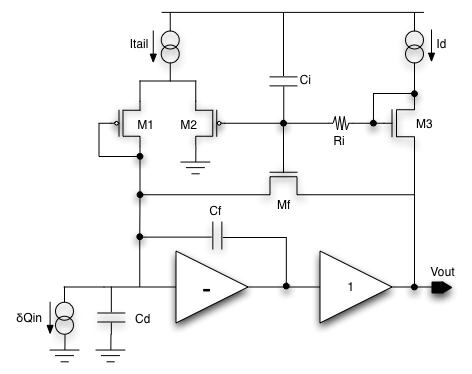 Itail
Id
Ci
M1
M2
M3
Ri
Mf
Cf
-
1
Vout
δQin
Cd